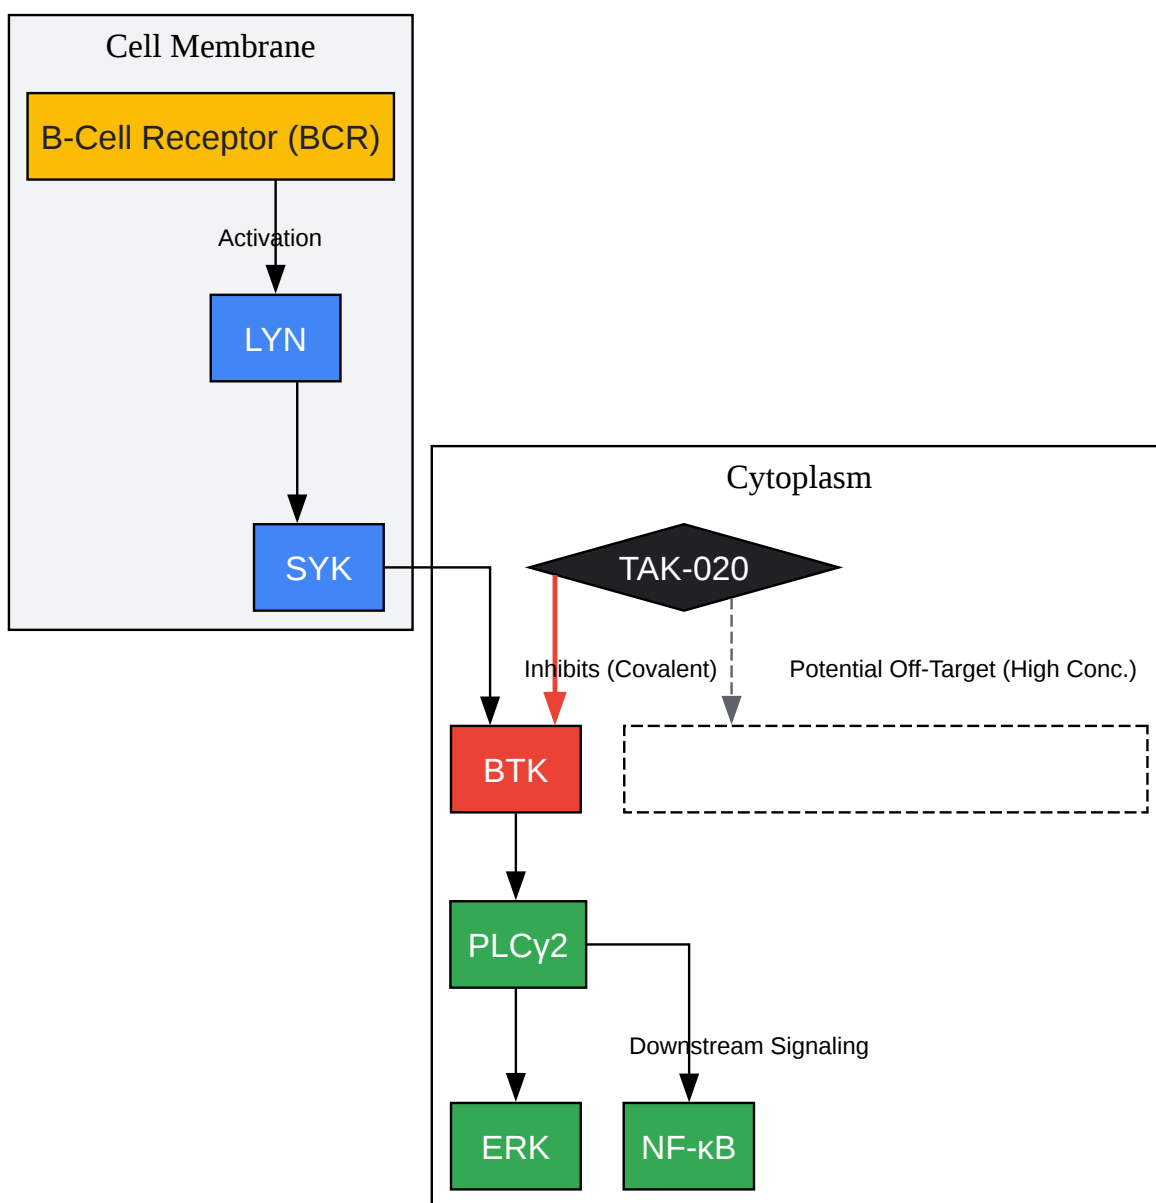 Cell Membrane
B-Cell Receptor (BCR)
Activation
LYN
SYK
Cytoplasm
TAK-020
Inhibits (Covalent)
Potential Off-Target (High Conc.)
BTK
PLCγ2
Downstream Signaling
ERK
NF-κB